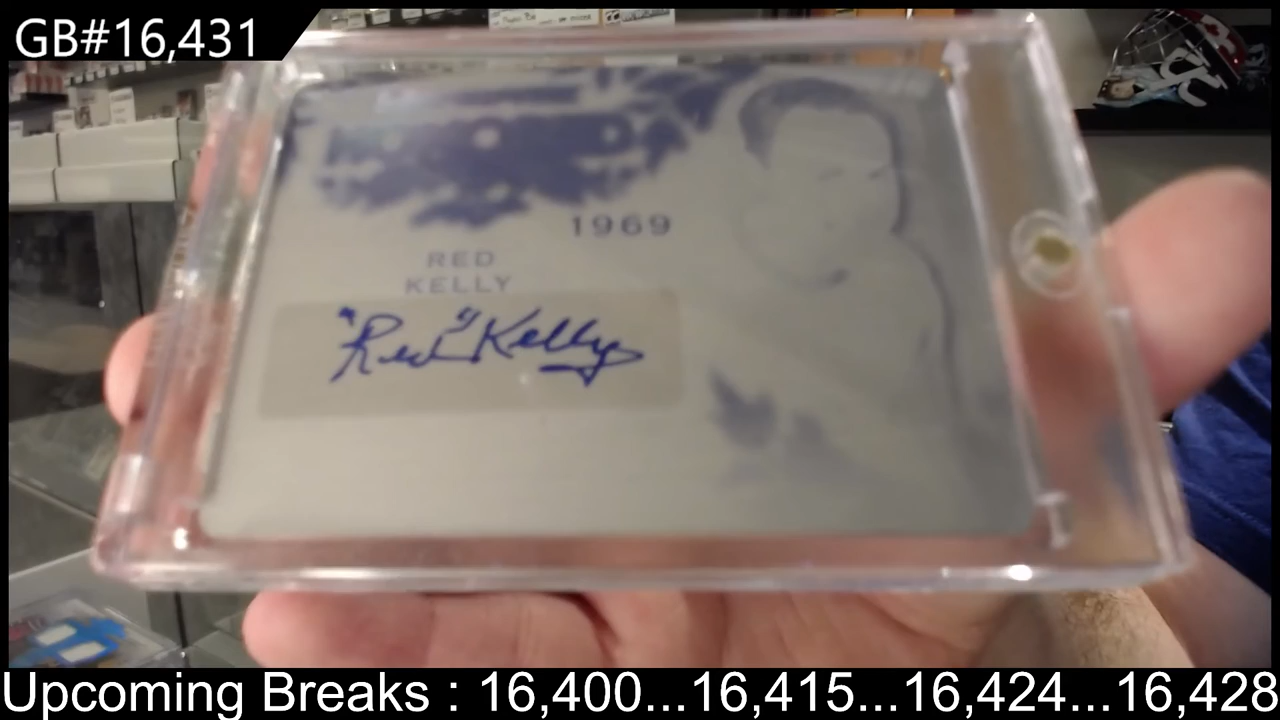 GB#16,431
1969
RED
KELLY
"Red" Kelly
Upcoming Breaks : 16,400...16,415...16,424...16,428